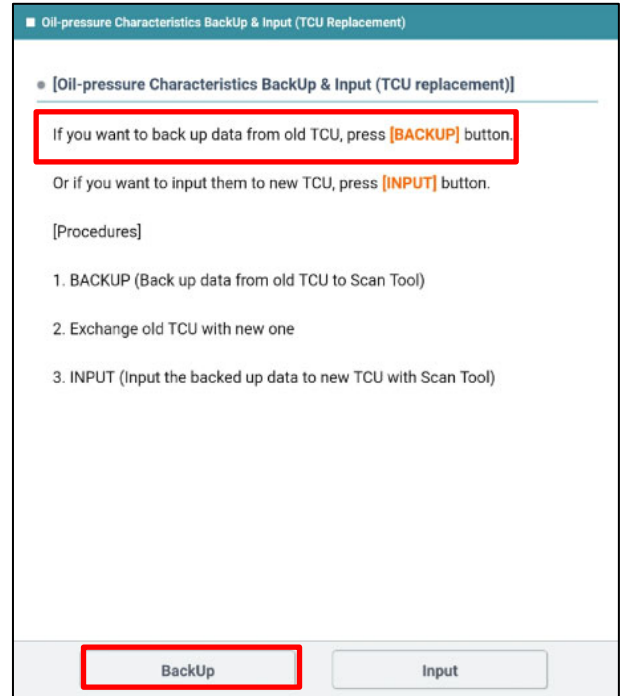 Oil-pressure Characteristics BackUp & Input (TCU Replacement)
[Oil-pressure Characteristics BackUp & Input (TCU replacement)]
If you want to back up data from old TCU, press [BACKUP] button.
Or if you want to input them to new TCU, press [INPUT] button.
[Procedures]
1. BACKUP (Back up data from old TCU to Scan Tool)
2. Exchange old TCU with new one
3. INPUT (Input the backed up data to new TCU with Scan Tool)
BackUp
Input